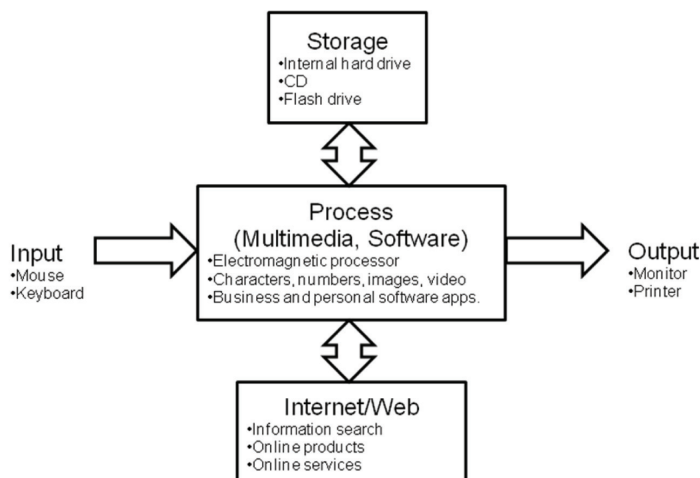 Storage
•Internal hard drive
•CD
•Flash drive
Process
(Multimedia, Software)
•Electromagnetic processor
•Characters, numbers, images, video
•Business and personal software apps.
Input
•Mouse
•Keyboard
Output
•Monitor
•Printer
Internet/Web
•Information search
•Online products
•Online services